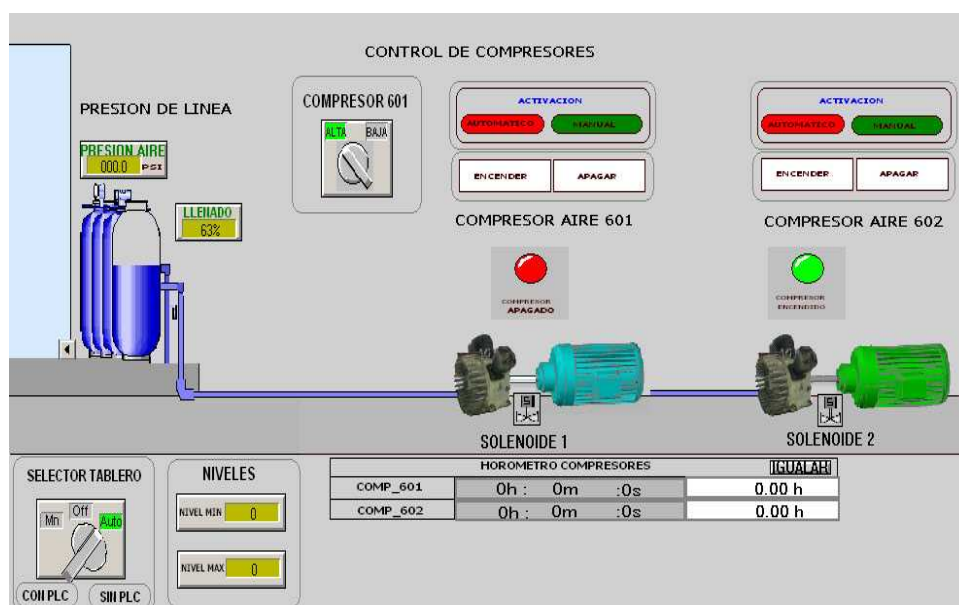 CONTROL DE COMPRESORES
PRESION DE LINEA
PRESION AIRE
000.0 PSI
LLENADO
63%
COMPRESOR 601
ALTA BAJA
ACTIVACION
AUTOMATICO MANUAL
ENCENDER APAGAR
COMPRESOR AIRE 601
COMPRESOR
APAGADO
ACTIVACION
AUTOMATICO MANUAL
ENCENDER APAGAR
COMPRESOR AIRE 602
COMPRESOR
ENCENDIDO
S
SOLENOIDE 1
S
SOLENOIDE 2
SELECTOR TABLERO
Mn Off Auto
CON PLC SIN PLC
NIVELES
NIVEL MIN 0
NIVEL MAX 0
HOROMETRO COMPRESORES IGUALAR
COMP_601 0h : 0m :0s 0.00 h
COMP_602 0h : 0m :0s 0.00 h